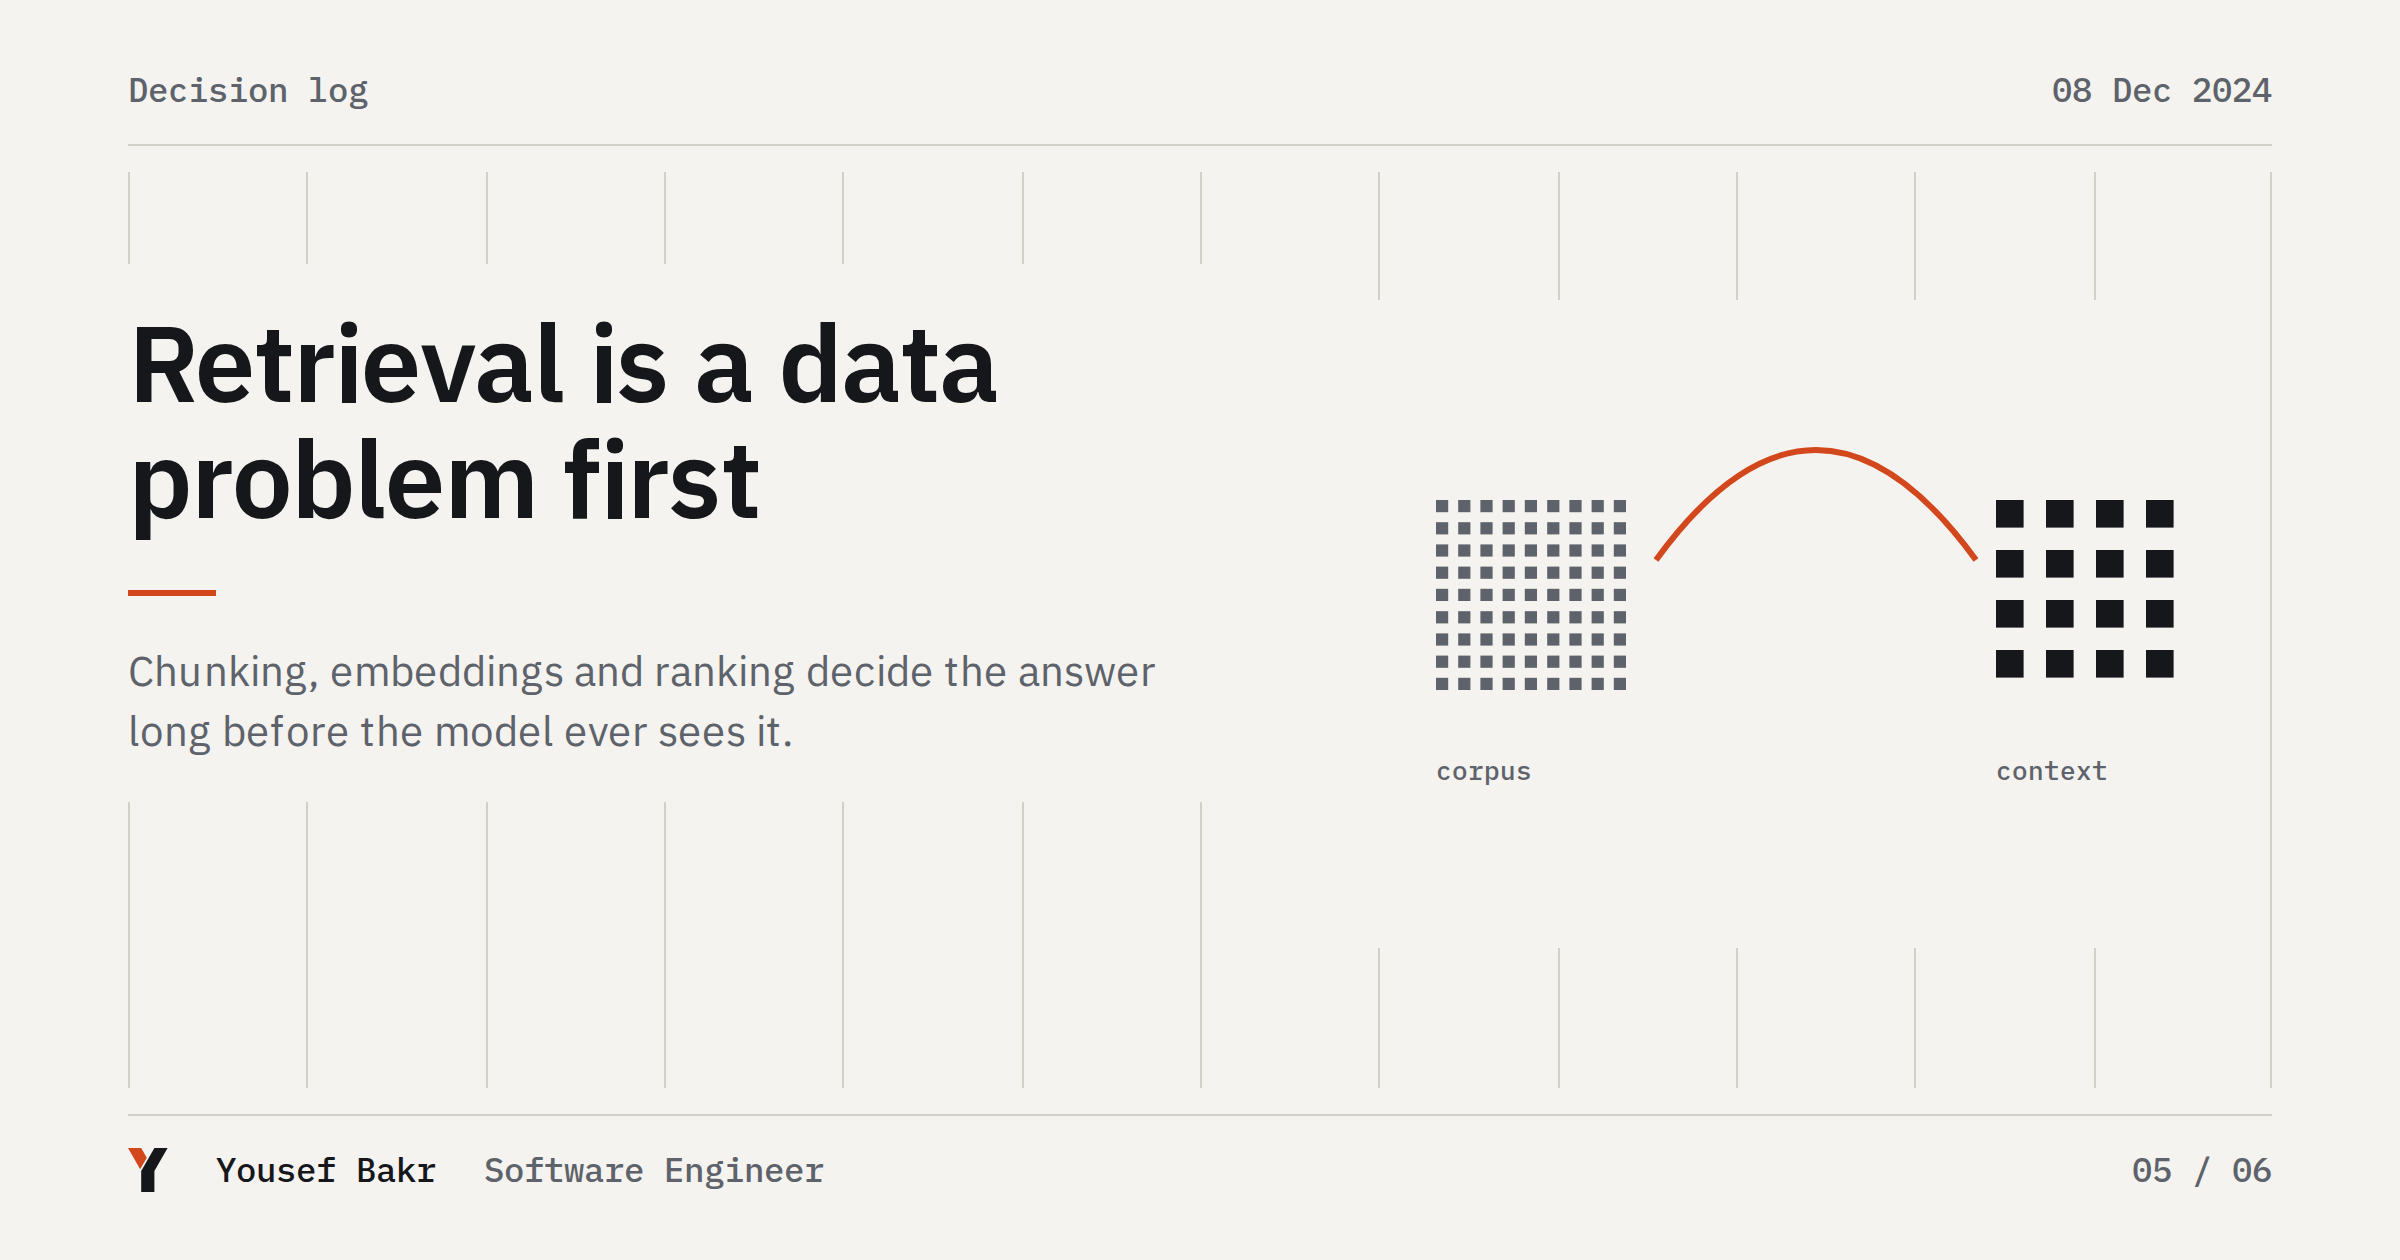 Decision log
08 Dec 2024
Retrieval is a data
problem first
Chunking, embeddings and ranking decide the answer
long before the model ever sees it.
corpus
context
Y
Yousef Bakr
Software Engineer
05 / 06